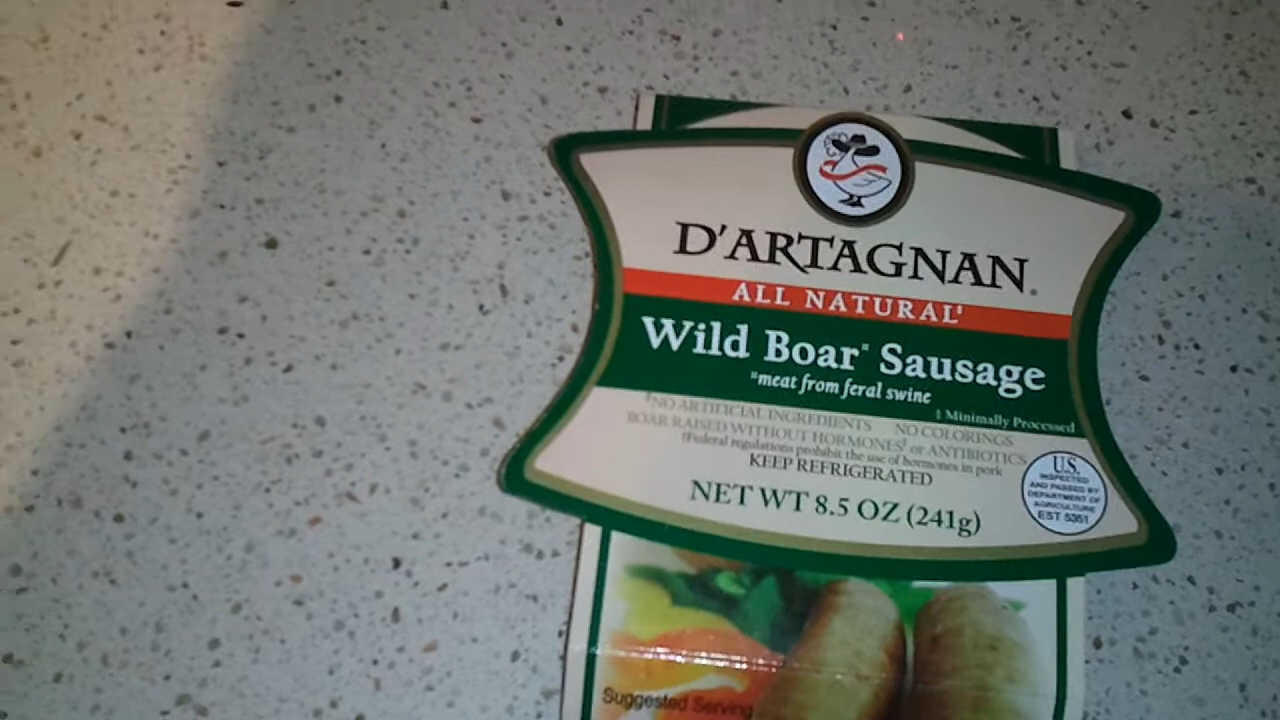 D'ARTAGNAN®
ALL NATURAL‡
Wild Boar¤ Sausage
¤meat from feral swine
‡ Minimally Processed
‡NO ARTIFICIAL INGREDIENTS NO COLORINGS
BOAR RAISED WITHOUT HORMONES† or ANTIBIOTICS
†Federal regulations prohibit the use of hormones in pork
KEEP REFRIGERATED
NET WT 8.5 OZ (241g)
U.S.
INSPECTED
AND PASSED BY
DEPARTMENT OF
AGRICULTURE
EST 5351
Suggested Serving